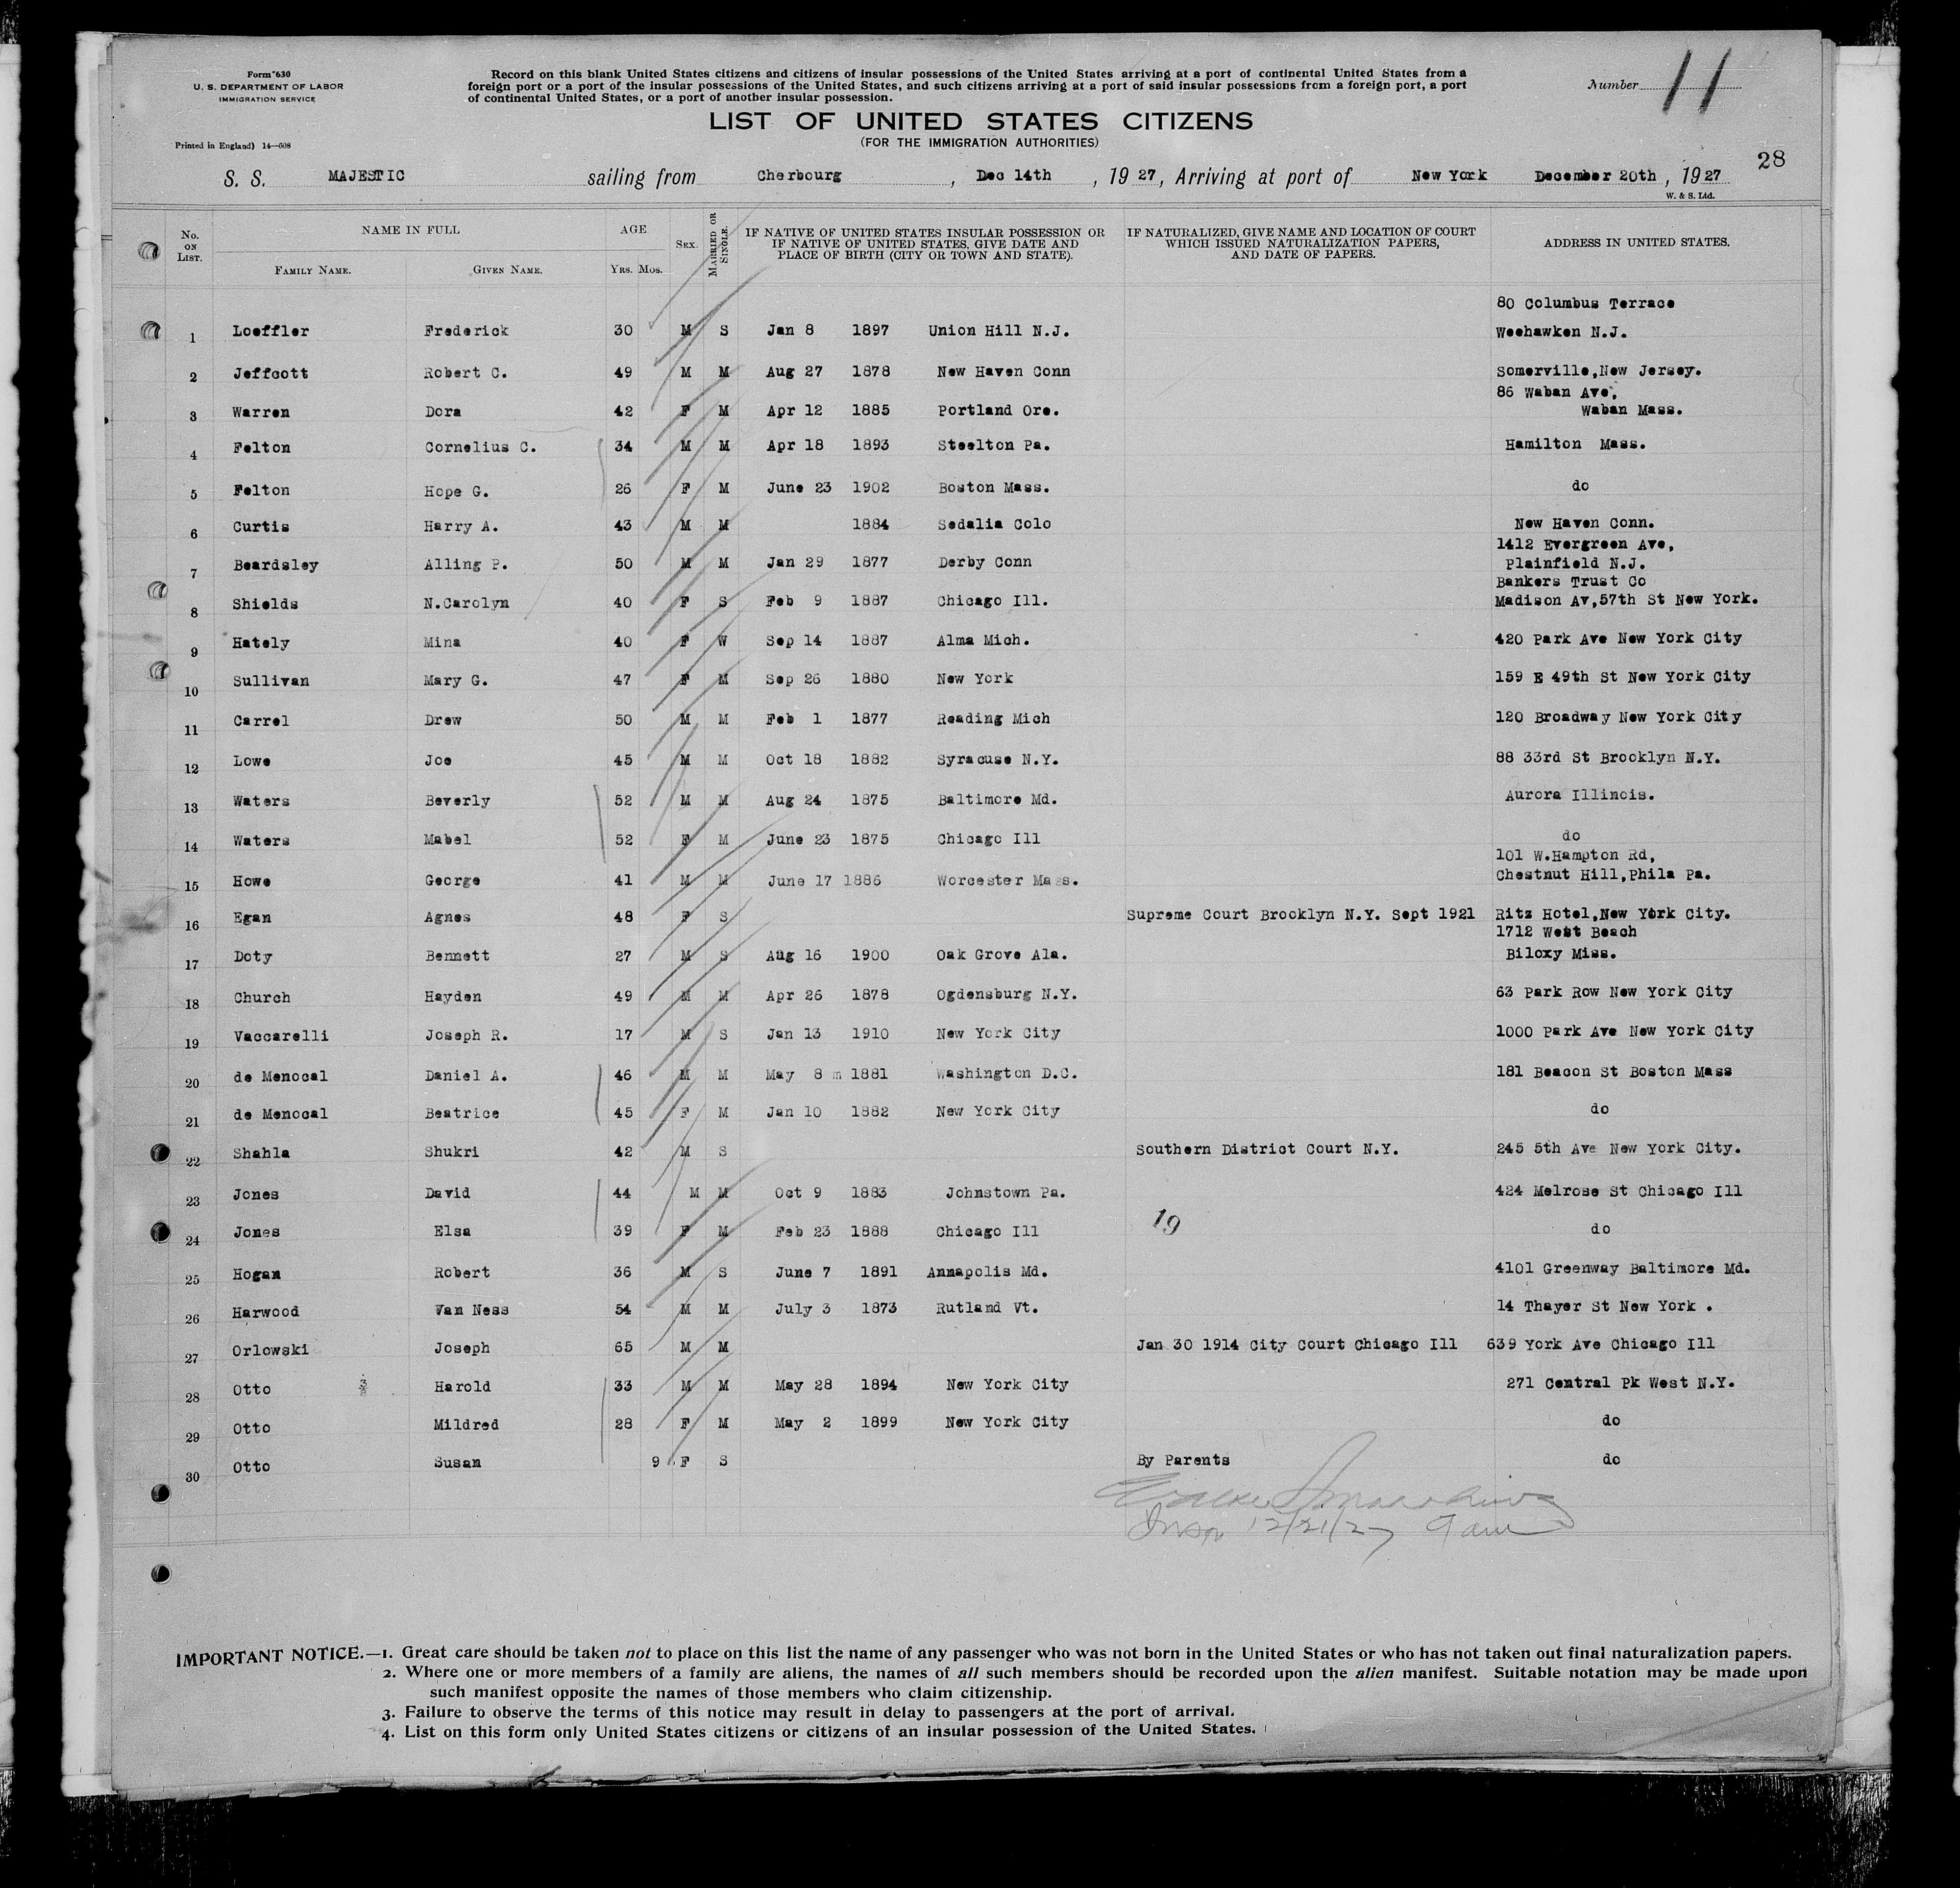 Form 630
U. S. DEPARTMENT OF LABOR
IMMIGRATION SERVICE
Printed in England) 14—608
Record on this blank United States citizens and citizens of insular possessions of the United States arriving at a port of continental United States from a
foreign port or a port of the insular possessions of the United States, and such citizens arriving at a port of said insular possessions from a foreign port, a port
of continental United States, or a port of another insular possession.
Number 11
LIST OF UNITED STATES CITIZENS
(FOR THE IMMIGRATION AUTHORITIES)
28
S. S. MAJESTIC sailing from Cherbourg, Dec 14th, 1927, Arriving at port of New York December 20th, 1927
W. & S. Ltd.
No. ON LIST. NAME IN FULL FAMILY NAME. GIVEN NAME. AGE YRS. MOS. SEX. MARRIED OR SINGLE. IF NATIVE OF UNITED STATES INSULAR POSSESSION OR IF NATIVE OF UNITED STATES, GIVE DATE AND PLACE OF BIRTH (CITY OR TOWN AND STATE). IF NATURALIZED, GIVE NAME AND LOCATION OF COURT WHICH ISSUED NATURALIZATION PAPERS, AND DATE OF PAPERS. ADDRESS IN UNITED STATES.
80 Columbus Terrace
1 Loeffler Frederick 30 M S Jan 8 1897 Union Hill N.J. Weehawken N.J.
2 Jeffcott Robert C. 49 M M Aug 27 1878 New Haven Conn Somerville,New Jersey.
86 Waban Ave,
3 Warren Dora 42 F M Apr 12 1885 Portland Ore. Waban Mass.
4 Felton Cornelius C. 34 M M Apr 18 1893 Steelton Pa. Hamilton Mass.
5 Felton Hope G. 26 F M June 23 1902 Boston Mass. do
6 Curtis Harry A. 43 M M 1884 Sedalia Colo New Haven Conn.
1412 Evergreen Ave,
7 Beardsley Alling P. 50 M M Jan 29 1877 Derby Conn Plainfield N.J.
Bankers Trust Co
8 Shields N.Carolyn 40 F S Feb 9 1887 Chicago Ill. Madison Av,57th St New York.
9 Hately Mina 40 F W Sep 14 1887 Alma Mich. 420 Park Ave New York City
10 Sullivan Mary G. 47 F M Sep 26 1880 New York 159 E 49th St New York City
11 Carrel Drew 50 M M Feb 1 1877 Reading Mich 120 Broadway New York City
12 Lowe Joe 45 M M Oct 18 1882 Syracuse N.Y. 88 33rd St Brooklyn N.Y.
13 Waters Beverly 52 M M Aug 24 1875 Baltimore Md. Aurora Illinois.
14 Waters Mabel 52 F M June 23 1875 Chicago Ill do
101 W.Hampton Rd,
15 Howe George 41 M M June 17 1886 Worcester Mass. Chestnut Hill,Phila Pa.
16 Egan Agnes 48 F S Supreme Court Brooklyn N.Y. Sept 1921 Ritz Hotel,New York City.
1712 West Beach
17 Doty Bennett 27 M S Aug 16 1900 Oak Grove Ala. Biloxy Miss.
18 Church Hayden 49 M M Apr 26 1878 Ogdensburg N.Y. 63 Park Row New York City
19 Vaccarelli Joseph R. 17 M S Jan 13 1910 New York City 1000 Park Ave New York City
20 de Menocal Daniel A. 46 M M May 8 m 1881 Washington D.C. 181 Beacon St Boston Mass
21 de Menocal Beatrice 45 F M Jan 10 1882 New York City do
22 Shahla Shukri 42 M S Southern District Court N.Y. 245 5th Ave New York City.
23 Jones David 44 M M Oct 9 1883 Johnstown Pa. 424 Melrose St Chicago Ill
24 Jones Elsa 39 F M Feb 23 1888 Chicago Ill 19 do
25 Hogan Robert 36 M S June 7 1891 Annapolis Md. 4101 Greenway Baltimore Md.
26 Harwood Van Ness 54 M M July 3 1873 Rutland Vt. 14 Thayer St New York .
27 Orlowski Joseph 65 M M Jan 30 1914 City Court Chicago Ill 639 York Ave Chicago Ill
28 Otto Harold 33 M M May 28 1894 New York City 271 Central Pk West N.Y.
29 Otto Mildred 28 F M May 2 1899 New York City do
30 Otto Susan 9 F S By Parents do
12/21/27 9 am
IMPORTANT NOTICE.—1. Great care should be taken not to place on this list the name of any passenger who was not born in the United States or who has not taken out final naturalization papers.
2. Where one or more members of a family are aliens, the names of all such members should be recorded upon the alien manifest. Suitable notation may be made upon
such manifest opposite the names of those members who claim citizenship.
3. Failure to observe the terms of this notice may result in delay to passengers at the port of arrival.
4. List on this form only United States citizens or citizens of an insular possession of the United States.